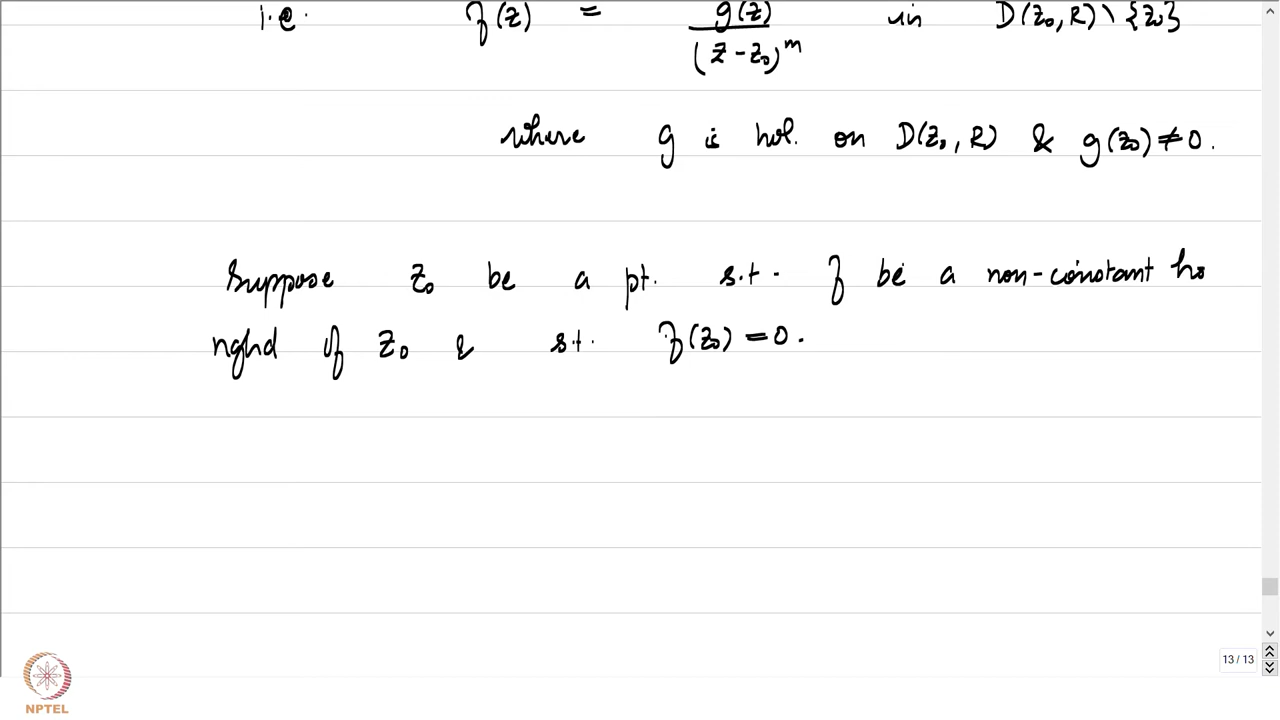 i.e. f(z) = g(z) / (z - z₀)^m in D(z₀, R) \ {z₀}
where g is hol. on D(z₀, R) & g(z₀) ≠ 0.
Suppose z₀ be a pt. s.t. f be a non-constant ho
nghd of z₀ & s.t. f(z₀) = 0.
13 / 13
NPTEL